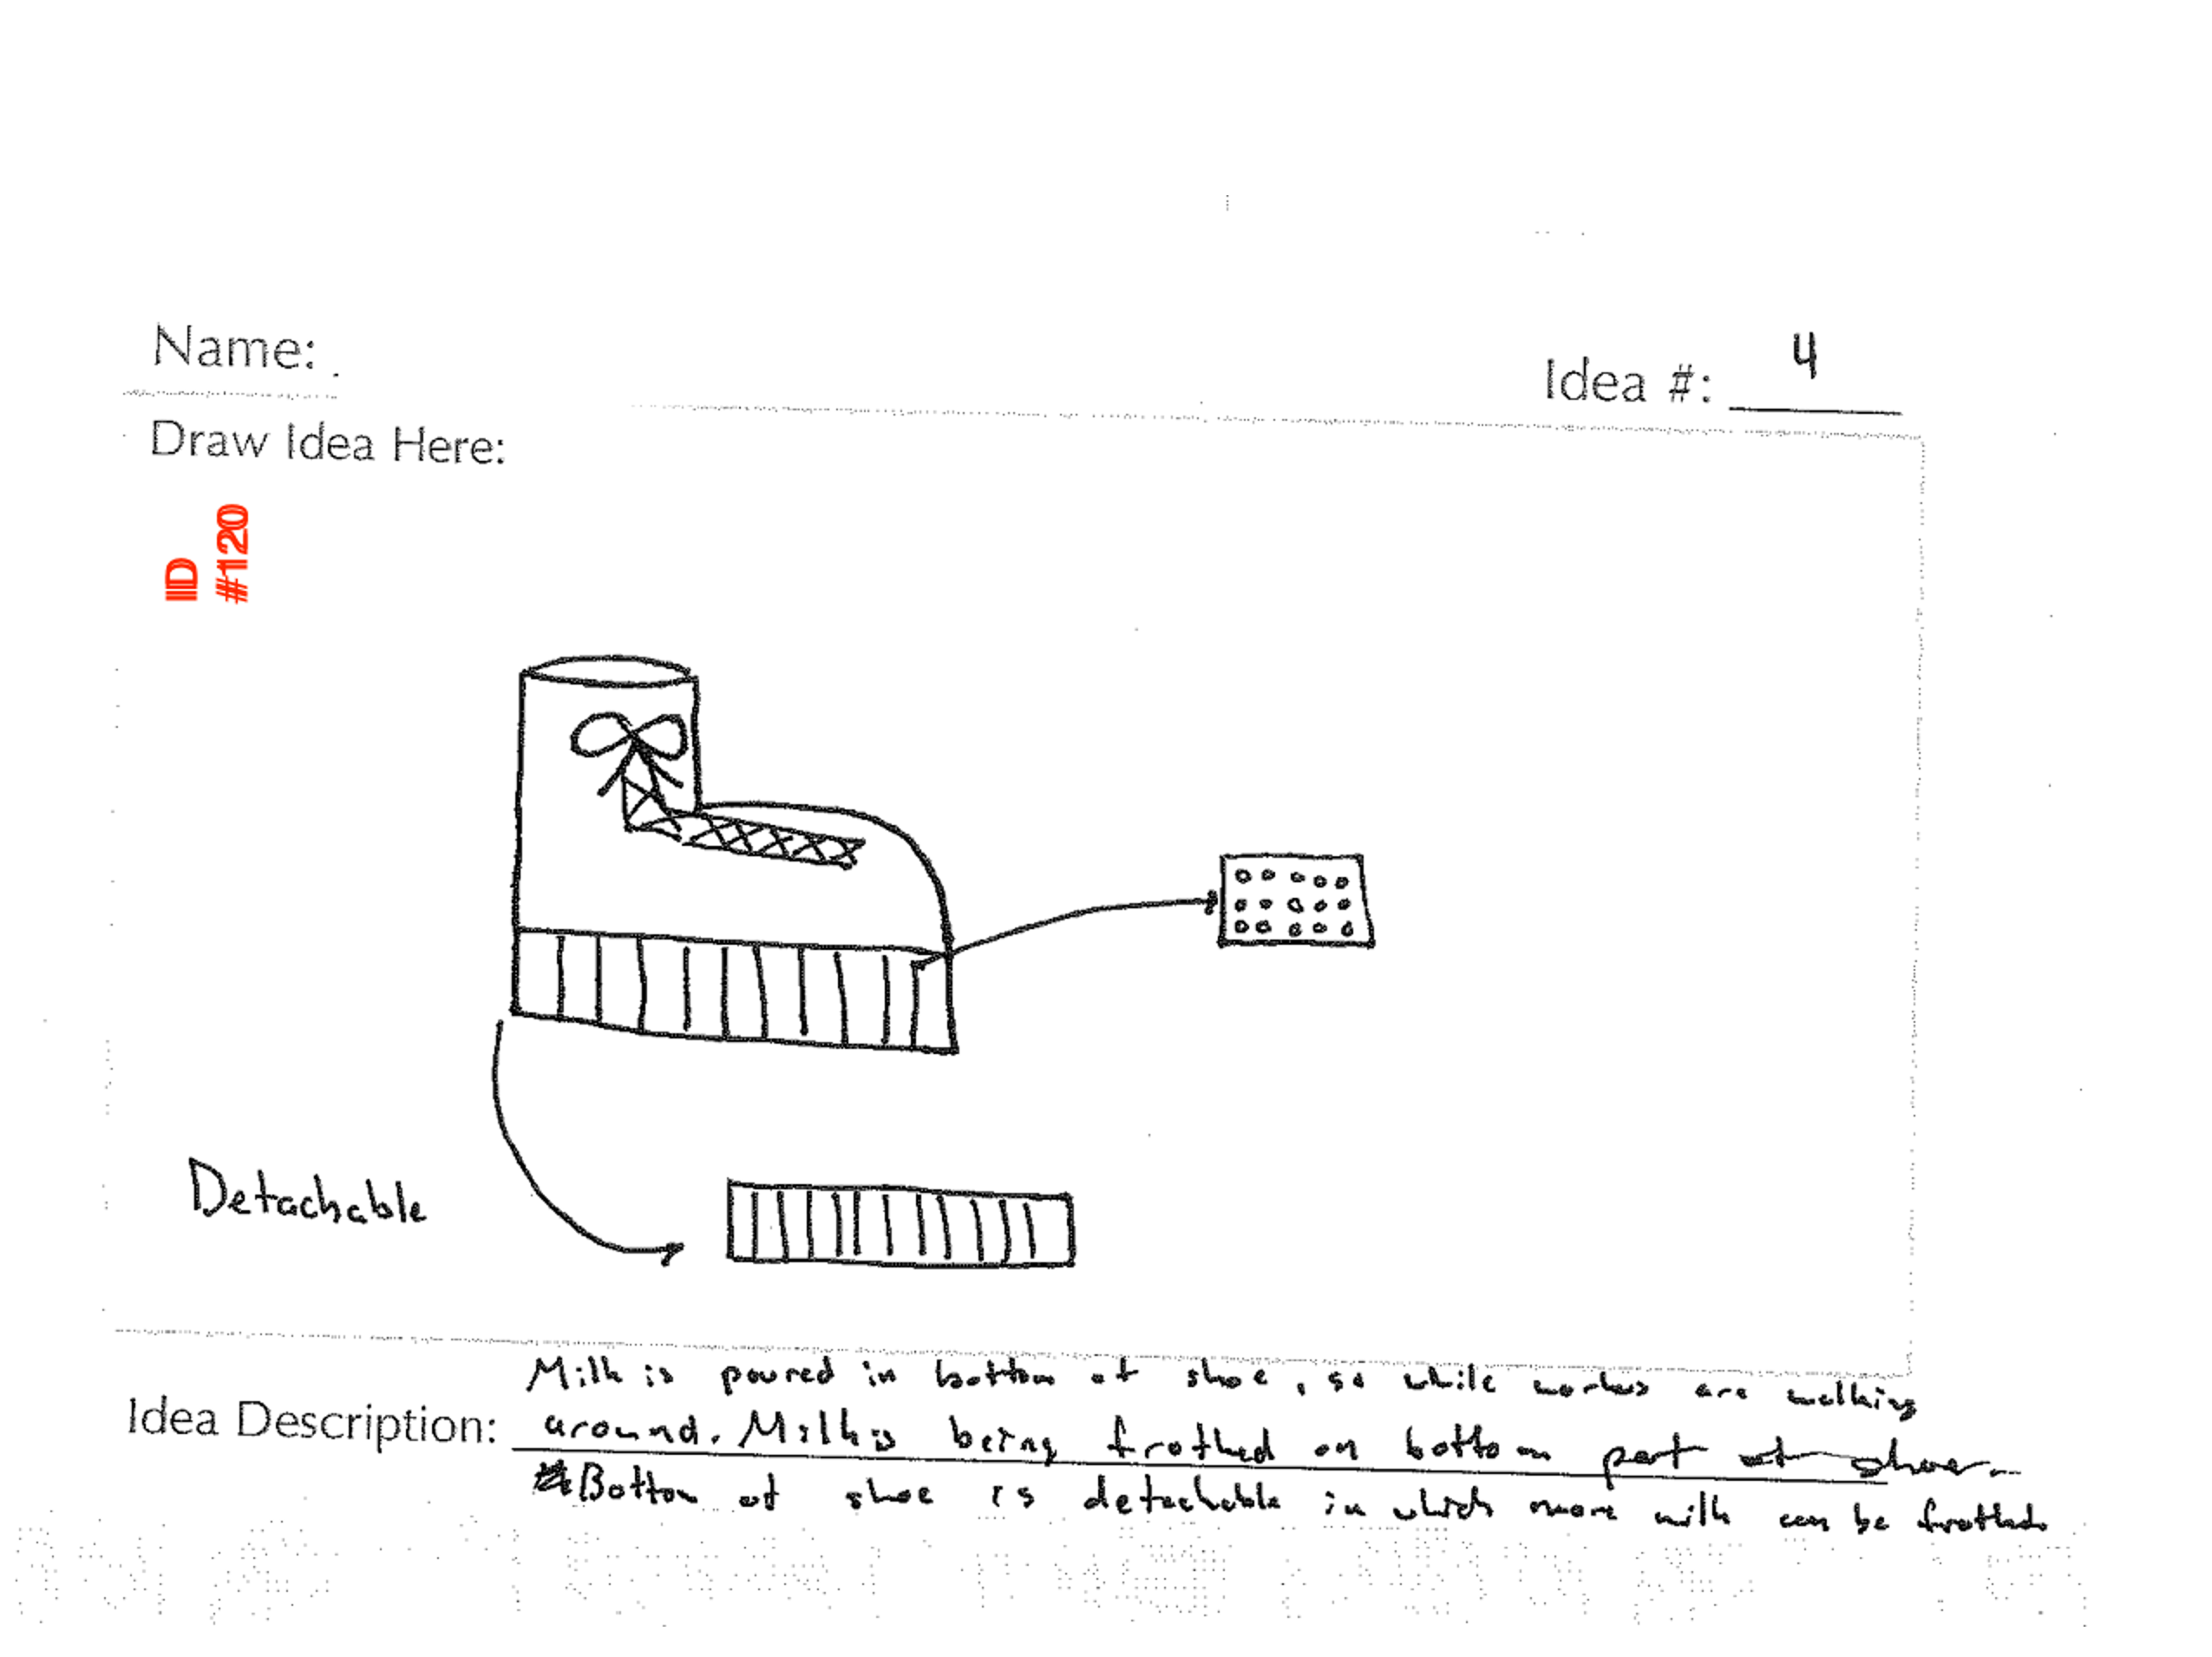 Name:
Idea #: 4
Draw Idea Here:
ID
#120
Detachable
Milk is poured in bottom of shoe, so while workers are walking
Idea Description: around. Milk is being frothed on bottom part of shoe.
Bottom of shoe is detachable in which more milk can be frothed